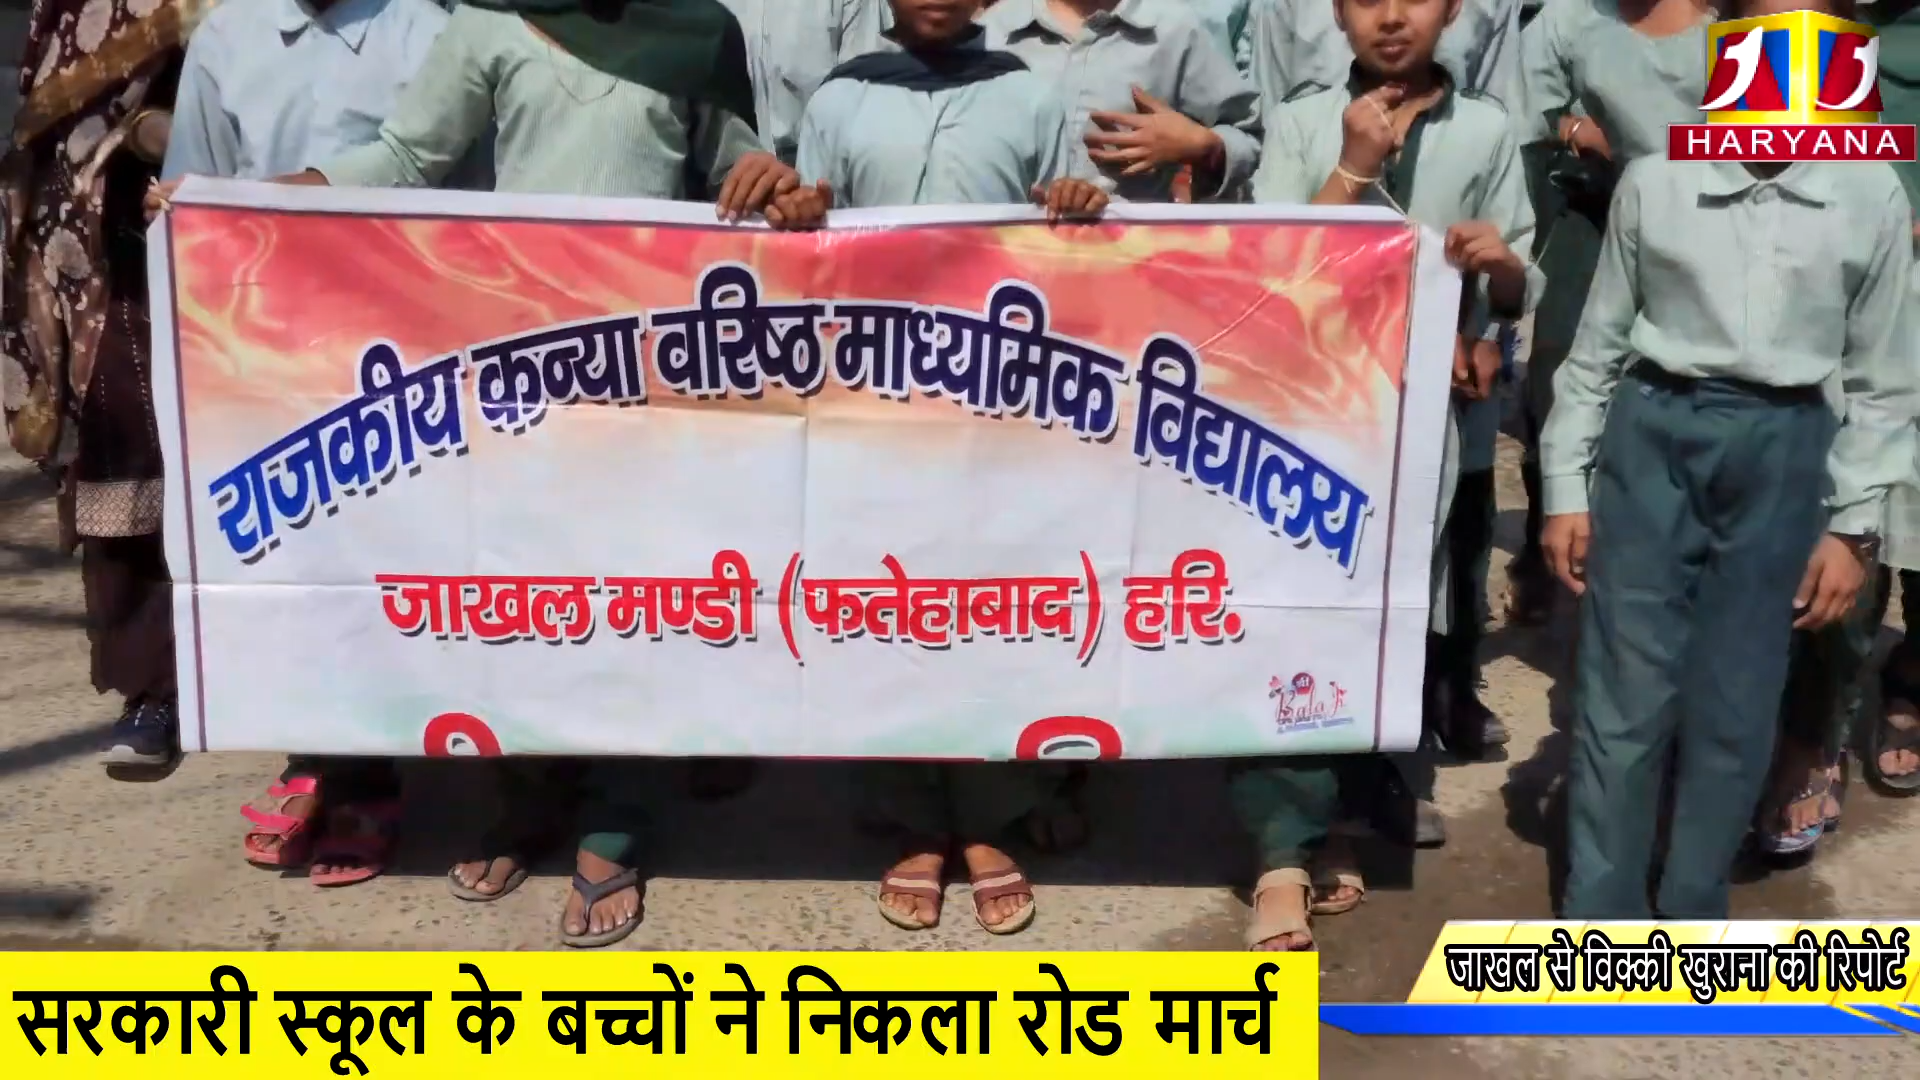 HARYANA
राजकीय कन्या वरिष्ठ माध्यमिक विद्यालय
जाखल मण्डी (फतेहाबाद) हरि.
जाखल से विक्की खुराना की रिपोर्ट
सरकारी स्कूल के बच्चों ने निकला रोड मार्च